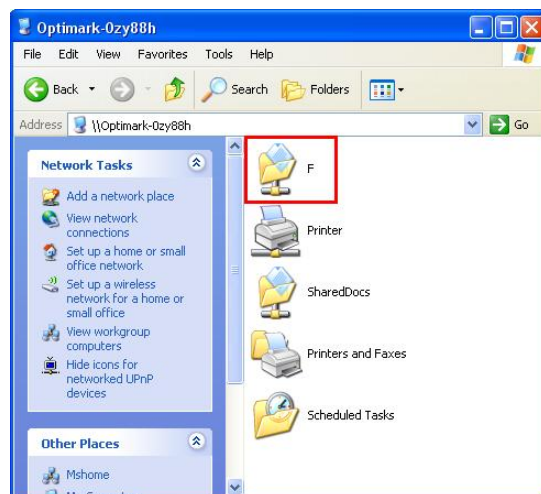 Optimark-0zy88h
File Edit View Favorites Tools Help
Back Search Folders
Address \\Optimark-0zy88h Go
Network Tasks
Add a network place
View network
connections
Set up a home or small
office network
Set up a wireless
network for a home or
small office
View workgroup
computers
Hide icons for
networked UPnP
devices
Other Places
Mshome
F
Printer
SharedDocs
Printers and Faxes
Scheduled Tasks